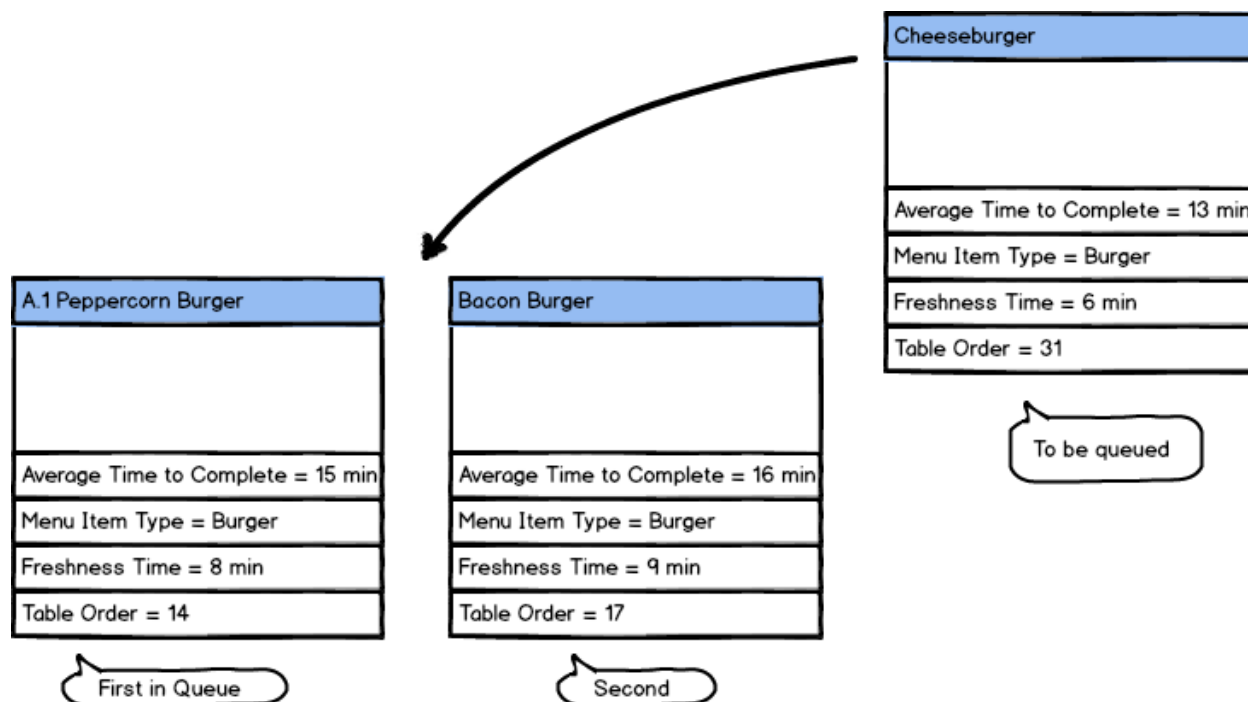 Cheeseburger
Average Time to Complete = 13 min
Menu Item Type = Burger
Freshness Time = 6 min
Table Order = 31
To be queued
A.1 Peppercorn Burger
Average Time to Complete = 15 min
Menu Item Type = Burger
Freshness Time = 8 min
Table Order = 14
First in Queue
Bacon Burger
Average Time to Complete = 16 min
Menu Item Type = Burger
Freshness Time = 9 min
Table Order = 17
Second